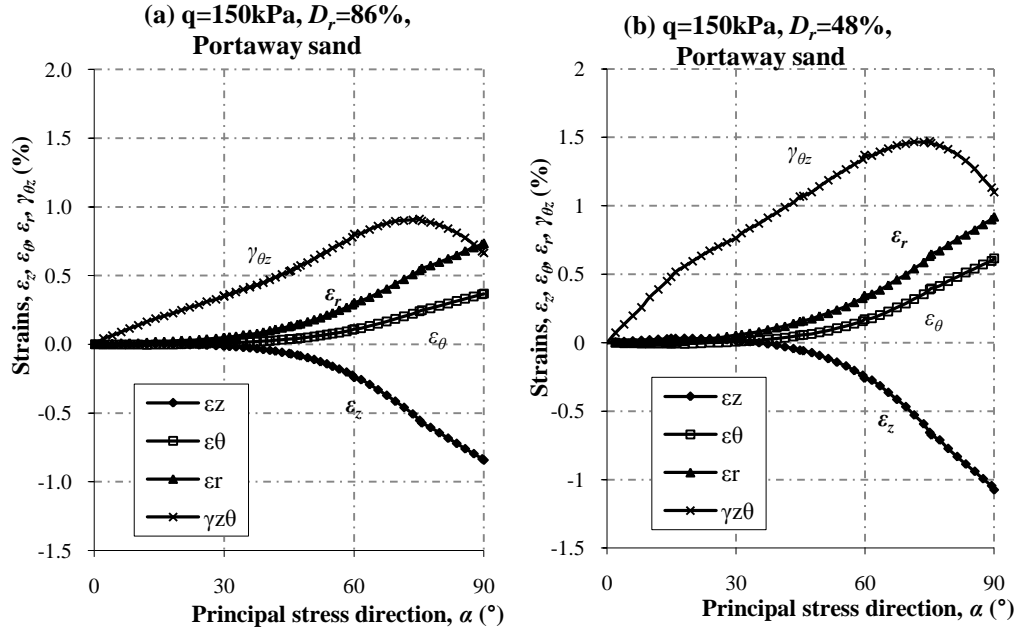 (a) q=150kPa, Dr=86%,
Portaway sand
2.0
1.5
1.0
0.5
0.0
-0.5
-1.0
-1.5
Strains, εz, εθ, εr, γθz (%)
γθz
εr
εθ
εz
εz
εθ
εr
γzθ
0
30
60
90
Principal stress direction, α (°)
(b) q=150kPa, Dr=48%,
Portaway sand
2
1.5
1
0.5
0
-0.5
-1
-1.5
Strains, εz, εθ, εr, γθz (%)
γθz
εr
εθ
εz
εz
εθ
εr
γzθ
0
30
60
90
Principal stress direction, α (°)